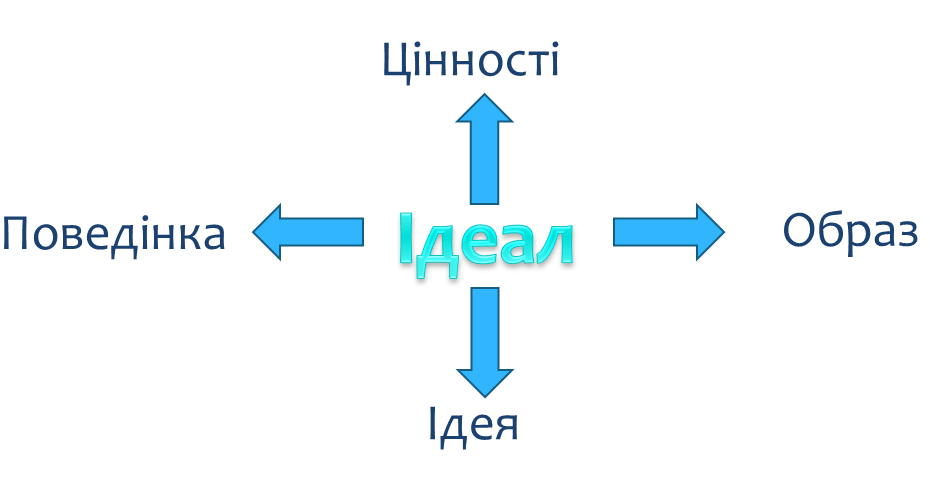 Цінності
Поведінка
Ідеал
Образ
Ідея